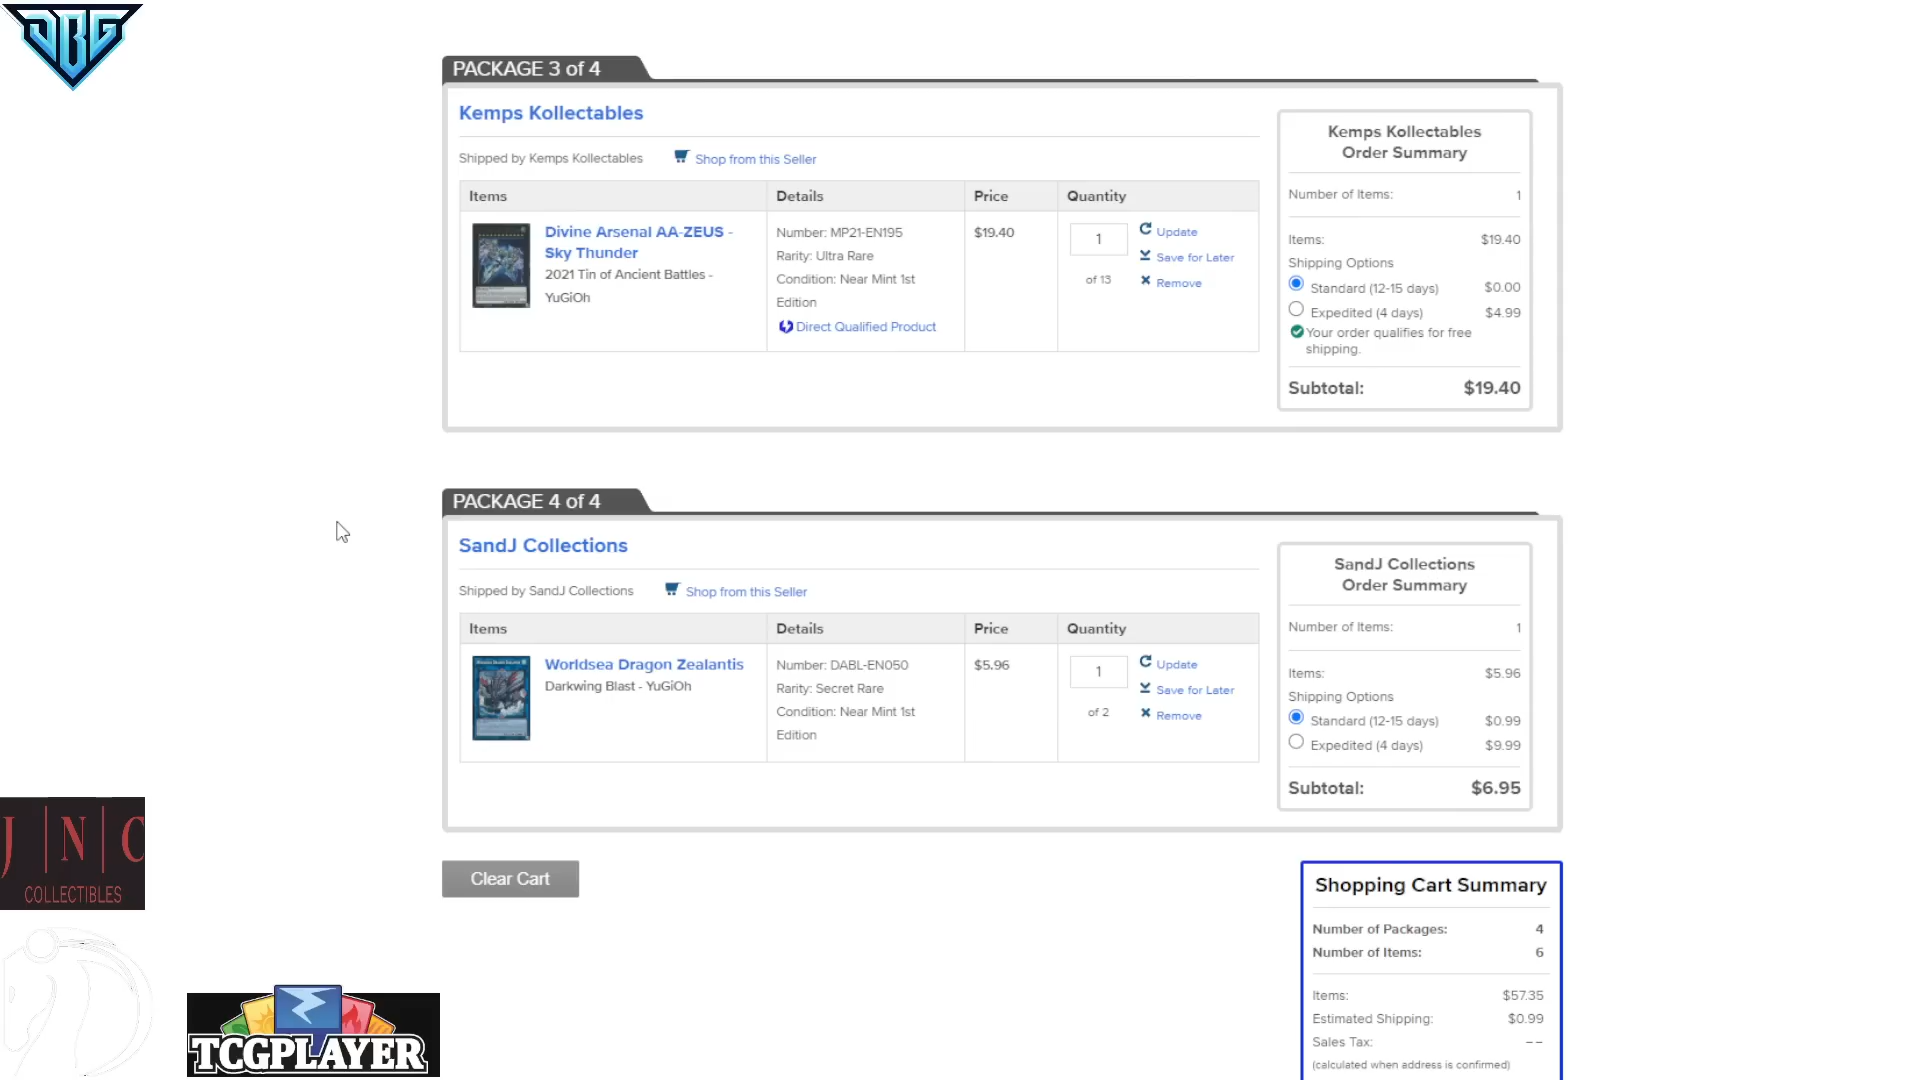 DBG
PACKAGE 3 of 4
Kemps Kollectables
Shipped by Kemps Kollectables
Shop from this Seller
Items
Details
Price
Quantity
Divine Arsenal AA-ZEUS -
Sky Thunder
2021 Tin of Ancient Battles -
YuGiOh
Number: MP21-EN195
Rarity: Ultra Rare
Condition: Near Mint 1st
Edition
Direct Qualified Product
$19.40
1
of 13
Update
Save for Later
Remove
Kemps Kollectables
Order Summary
Number of Items: 1
Items: $19.40
Shipping Options
Standard (12-15 days) $0.00
Expedited (4 days) $4.99
Your order qualifies for free
shipping.
Subtotal: $19.40
PACKAGE 4 of 4
SandJ Collections
Shipped by SandJ Collections
Shop from this Seller
Items
Details
Price
Quantity
Worldsea Dragon Zealantis
Darkwing Blast - YuGiOh
Number: DABL-EN050
Rarity: Secret Rare
Condition: Near Mint 1st
Edition
$5.96
1
of 2
Update
Save for Later
Remove
SandJ Collections
Order Summary
Number of Items: 1
Items: $5.96
Shipping Options
Standard (12-15 days) $0.99
Expedited (4 days) $9.99
Subtotal: $6.95
Clear Cart
Shopping Cart Summary
Number of Packages: 4
Number of Items: 6
Items: $57.35
Estimated Shipping: $0.99
Sales Tax: --
(calculated when address is confirmed)
J|N|C
COLLECTIBLES
TCGPLAYER